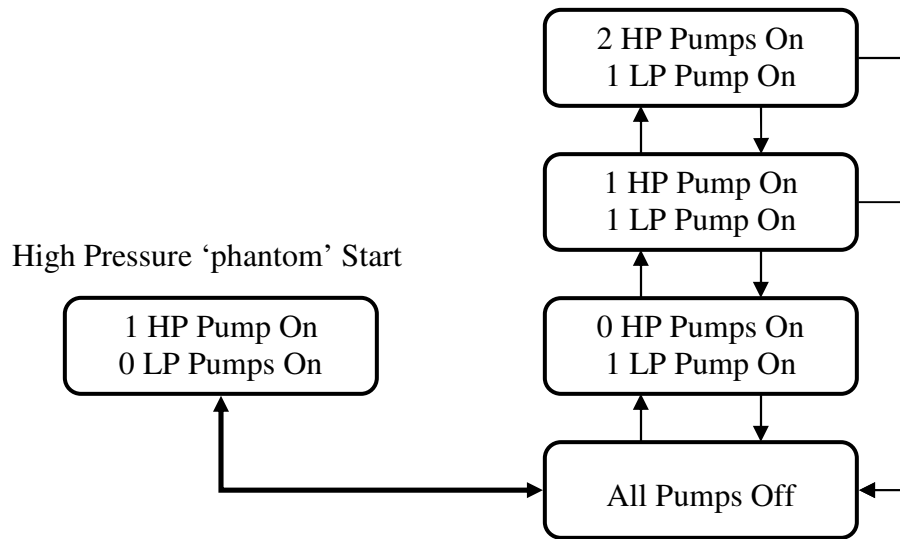 2 HP Pumps On
1 LP Pump On
1 HP Pump On
1 LP Pump On
High Pressure ‘phantom’ Start
1 HP Pump On
0 LP Pumps On
0 HP Pumps On
1 LP Pump On
All Pumps Off